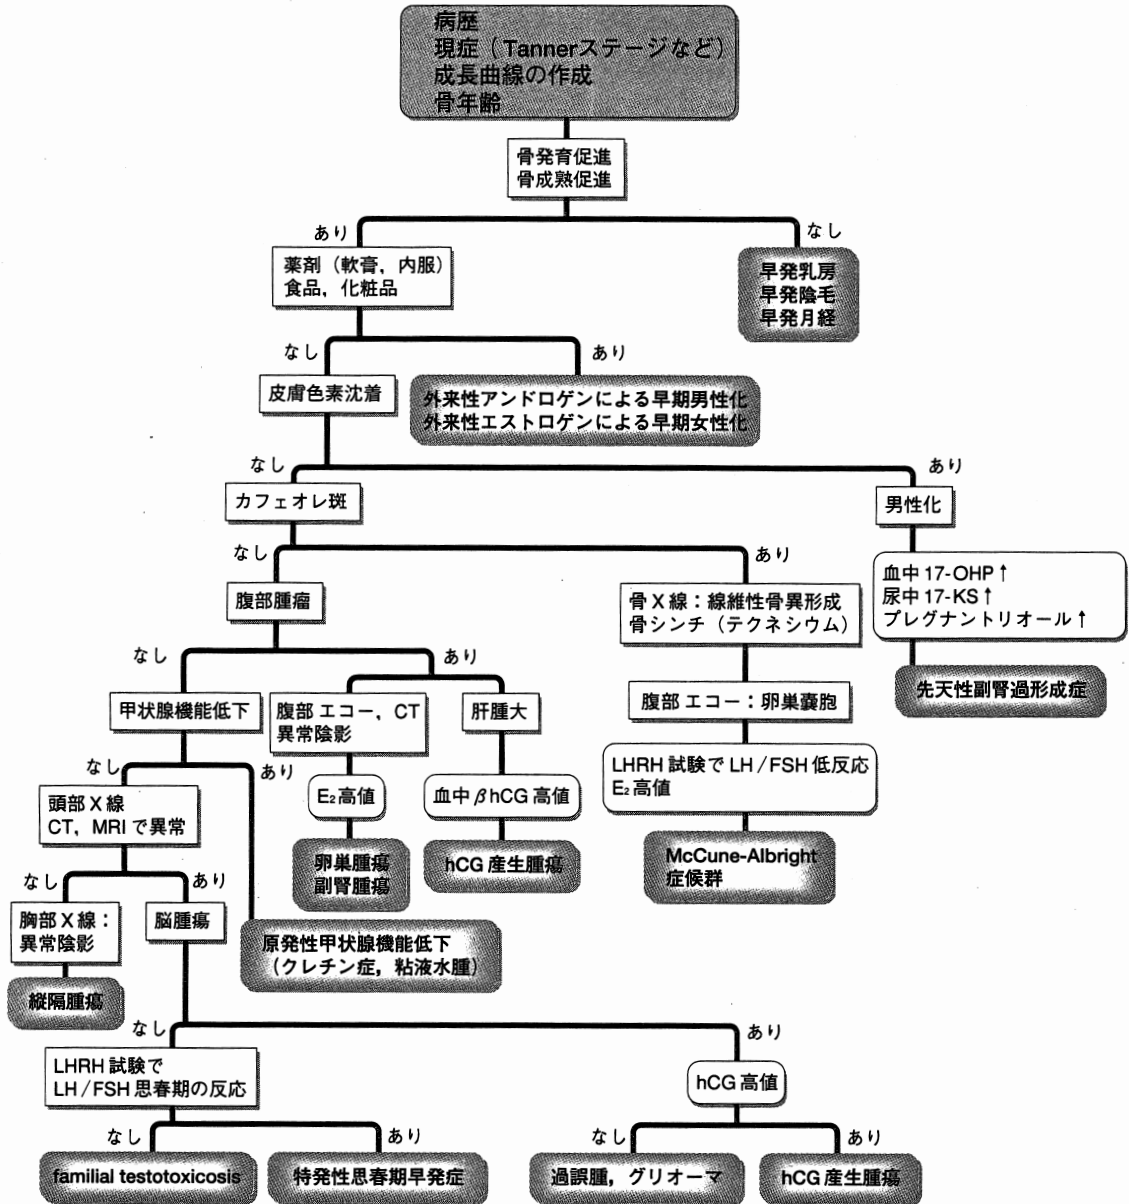 病歴
現症（Tannerステージなど）
成長曲線の作成
骨年齢
骨発育促進
骨成熟促進
あり
なし
薬剤（軟膏，内服）
食品，化粧品
早発乳房
早発陰毛
早発月経
なし
あり
皮膚色素沈着
外来性アンドロゲンによる早期男性化
外来性エストロゲンによる早期女性化
なし
あり
カフェオレ斑
男性化
なし
あり
血中 17-OHP↑
尿中 17-KS↑
プレグナントリオール↑
腹部腫瘤
骨X線：線維性骨異形成
骨シンチ（テクネシウム）
先天性副腎過形成症
なし
あり
甲状腺機能低下
腹部エコー，CT
異常陰影
肝腫大
腹部エコー：卵巣嚢胞
なし
あり
LHRH 試験で LH/FSH 低反応
E₂ 高値
頭部X線
CT，MRIで異常
E₂ 高値
血中 βhCG 高値
卵巣腫瘍
副腎腫瘍
hCG 産生腫瘍
McCune-Albright
症候群
なし
あり
胸部X線：
異常陰影
脳腫瘍
原発性甲状腺機能低下
（クレチン症，粘液水腫）
縦隔腫瘍
なし
あり
LHRH 試験で
LH/FSH 思春期の反応
hCG 高値
なし
あり
なし
あり
familial testotoxicosis
特発性思春期早発症
過誤腫，グリオーマ
hCG 産生腫瘍